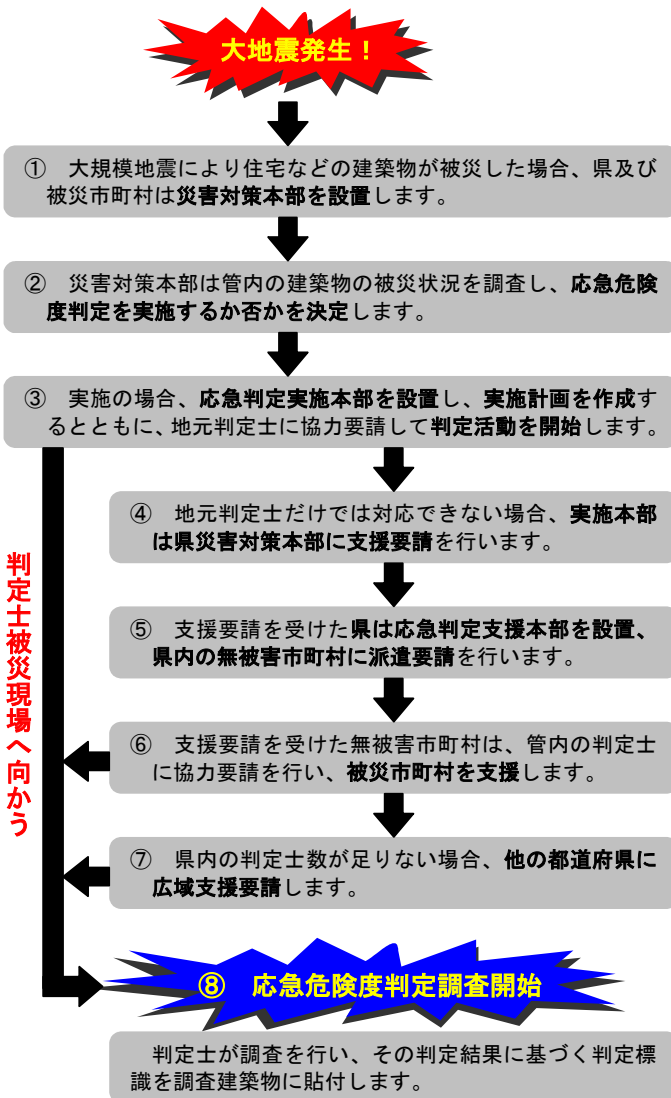 大地震発生！
①　大規模地震により住宅などの建築物が被災した場合、県及び
被災市町村は災害対策本部を設置します。
②　災害対策本部は管内の建築物の被災状況を調査し、応急危険
度判定を実施するか否かを決定します。
③　実施の場合、応急判定実施本部を設置し、実施計画を作成す
るとともに、地元判定士に協力要請して判定活動を開始します。
④　地元判定士だけでは対応できない場合、実施本部
は県災害対策本部に支援要請を行います。
⑤　支援要請を受けた県は応急判定支援本部を設置、
県内の無被害市町村に派遣要請を行います。
判定士被災現場へ向かう
⑥　支援要請を受けた無被害市町村は、管内の判定士
に協力要請を行い、被災市町村を支援します。
⑦　県内の判定士数が足りない場合、他の都道府県に
広域支援要請します。
⑧　応急危険度判定調査開始
判定士が調査を行い、その判定結果に基づく判定標
識を調査建築物に貼付します。